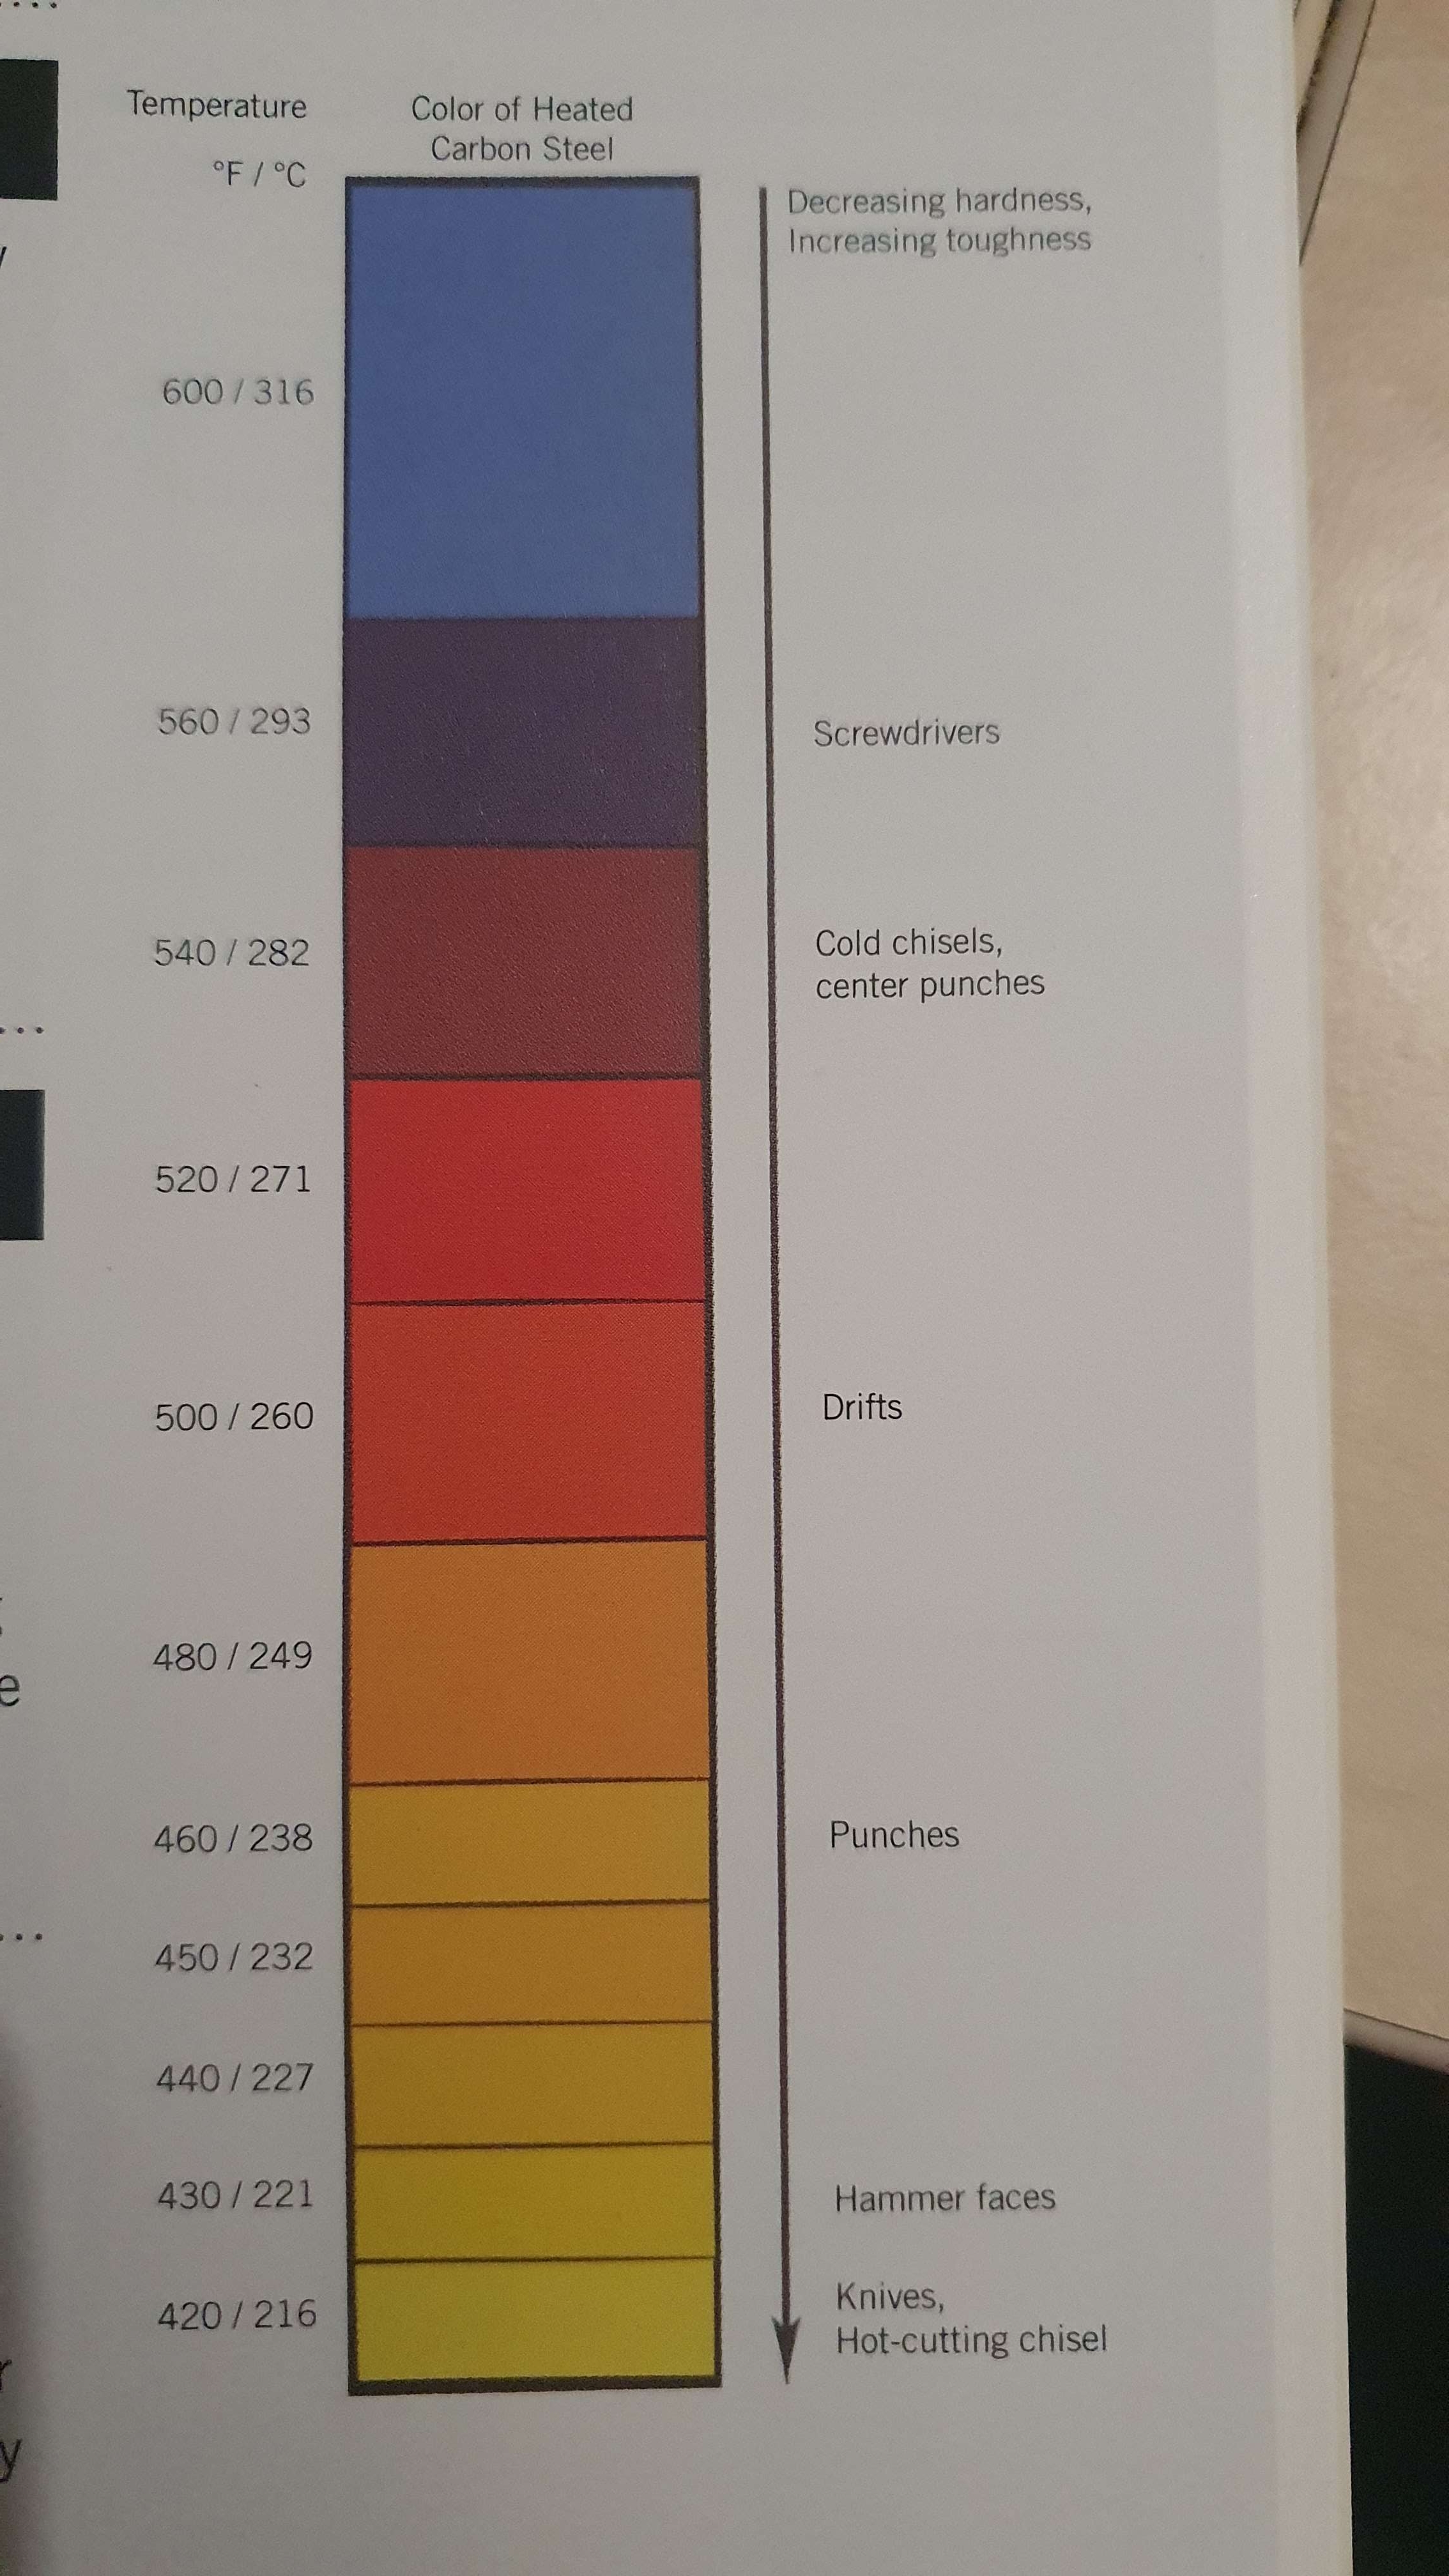 Temperature
°F / °C
Color of Heated
Carbon Steel
Decreasing hardness,
Increasing toughness
600 / 316
560 / 293
Screwdrivers
540 / 282
Cold chisels,
center punches
520 / 271
500 / 260
Drifts
480 / 249
460 / 238
Punches
450 / 232
440 / 227
430 / 221
Hammer faces
420 / 216
Knives,
Hot-cutting chisel